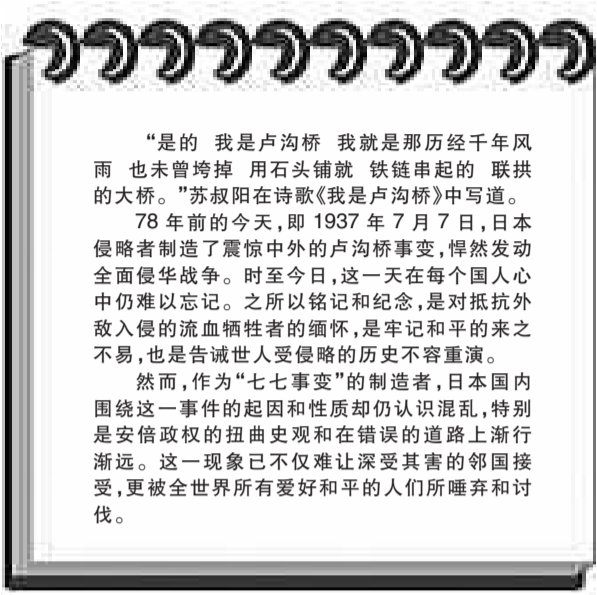 “是的 我是卢沟桥 我就是那历经千年风
雨 也未曾垮掉 用石头铺就 铁链串起的 联拱
的大桥。”苏叔阳在诗歌《我是卢沟桥》中写道。
78 年前的今天，即 1937 年 7 月 7 日，日本
侵略者制造了震惊中外的卢沟桥事变，悍然发动
全面侵华战争。时至今日，这一天在每个国人心
中仍难以忘记。之所以铭记和纪念，是对抵抗外
敌入侵的流血牺牲者的缅怀，是牢记和平的来之
不易，也是告诫世人受侵略的历史不容重演。
然而，作为“七七事变”的制造者，日本国内
围绕这一事件的起因和性质却仍认识混乱，特别
是安倍政权的扭曲史观和在错误的道路上渐行
渐远。这一现象已不仅难让深受其害的邻国接
受，更被全世界所有爱好和平的人们所唾弃和讨
伐。